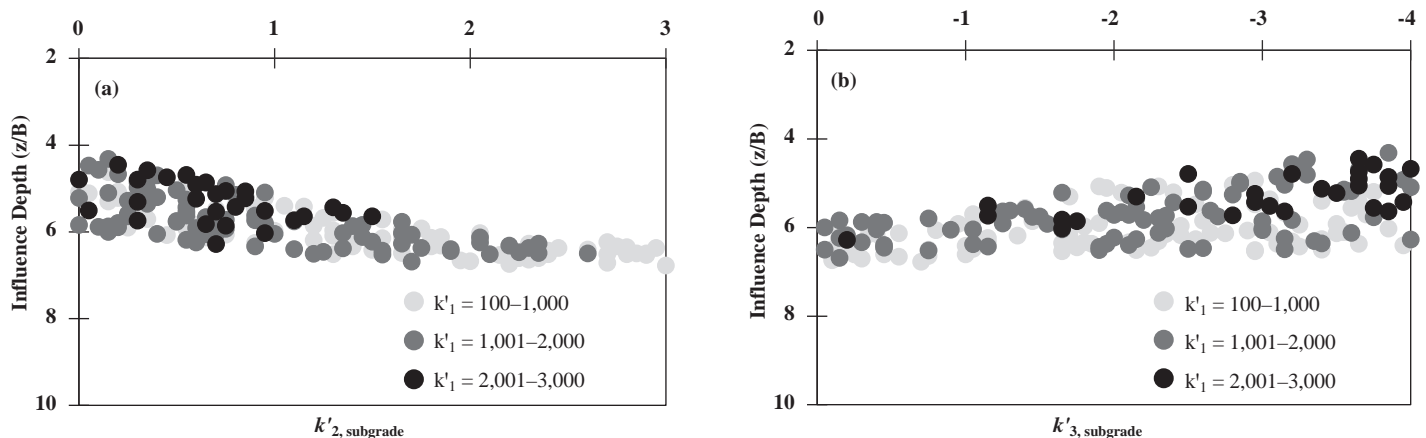 0 1 2 3
2
4
6
8
10
Influence Depth (z/B)
(a)
k'1 = 100–1,000
k'1 = 1,001–2,000
k'1 = 2,001–3,000
k'2, subgrade
0 -1 -2 -3 -4
2
4
6
8
10
Influence Depth (z/B)
(b)
k'1 = 100–1,000
k'1 = 1,001–2,000
k'1 = 2,001–3,000
k'3, subgrade